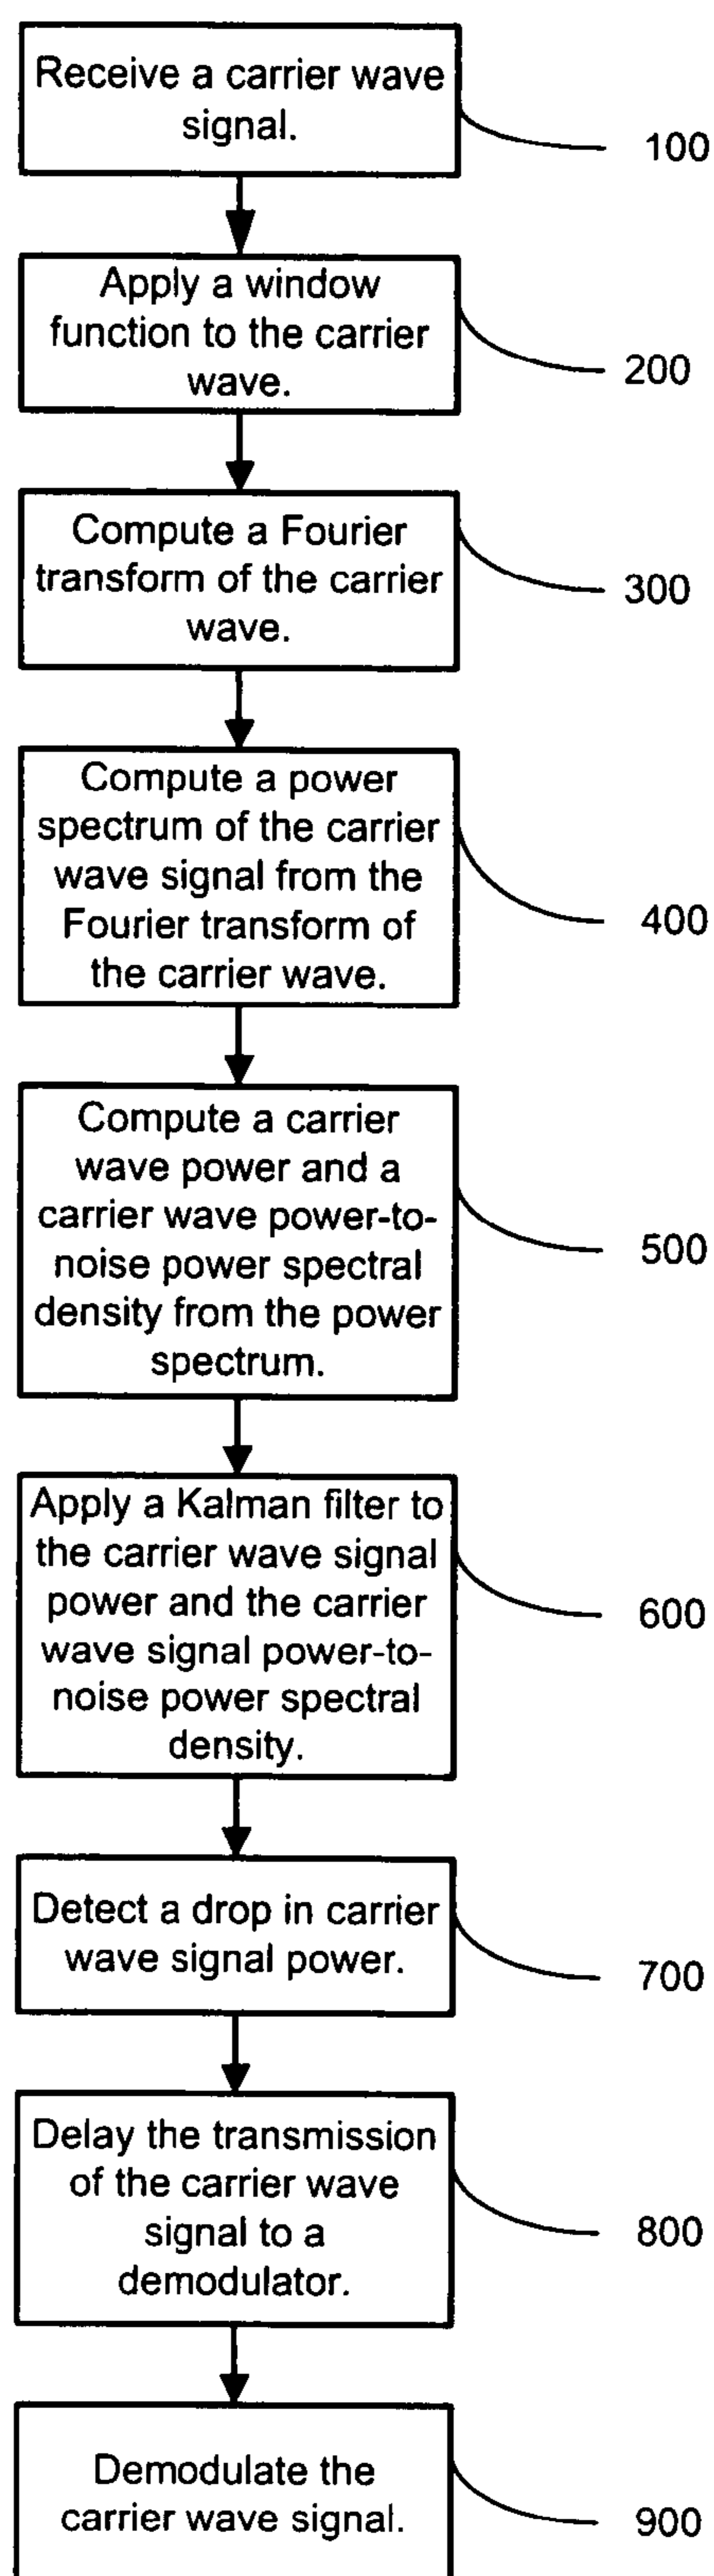 Receive a carrier wave
signal.
100
Apply a window
function to the carrier
wave.
200
Compute a Fourier
transform of the carrier
wave.
300
Compute a power
spectrum of the carrier
wave signal from the
Fourier transform of
the carrier wave.
400
Compute a carrier
wave power and a
carrier wave power-to-
noise power spectral
density from the power
spectrum.
500
Apply a Kalman filter to
the carrier wave signal
power and the carrier
wave signal power-to-
noise power spectral
density.
600
Detect a drop in carrier
wave signal power.
700
Delay the transmission
of the carrier wave
signal to a
demodulator.
800
Demodulate the
carrier wave signal.
900